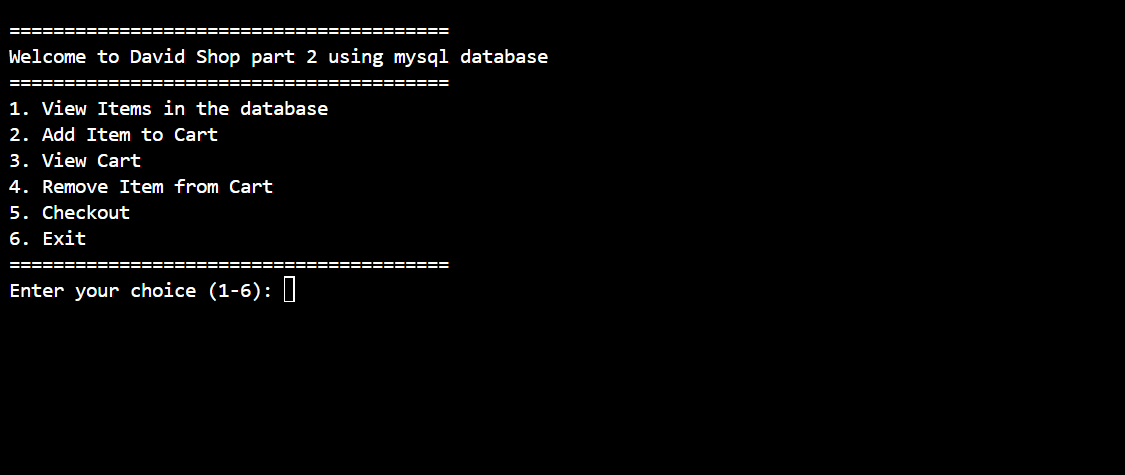 ========================================
Welcome to David Shop part 2 using mysql database
========================================
1. View Items in the database
2. Add Item to Cart
3. View Cart
4. Remove Item from Cart
5. Checkout
6. Exit
========================================
Enter your choice (1-6):